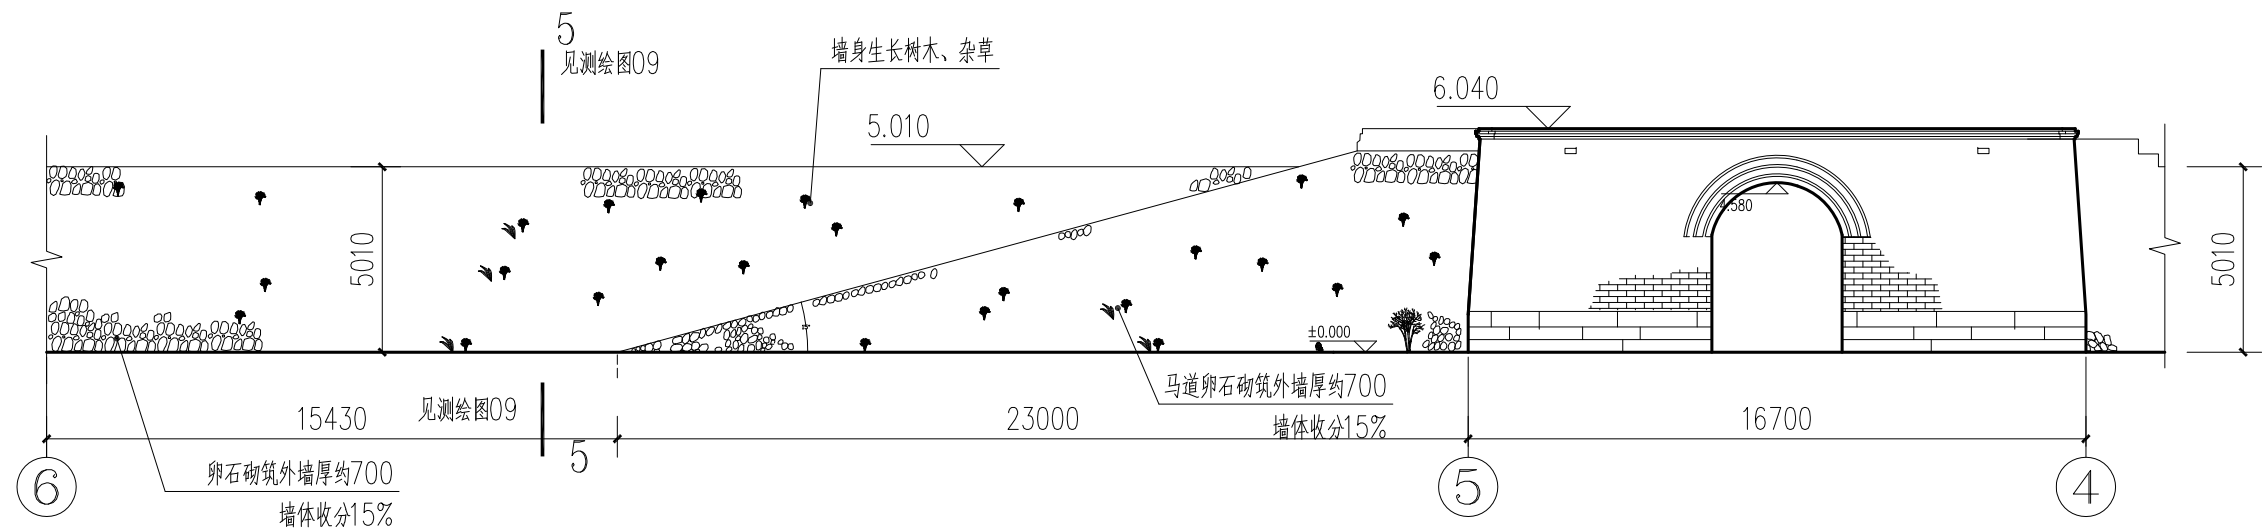 5
见测绘图09
墙身生长树木、杂草
6.040
5.010
4.580
5010
5010
±0.000
马道卵石砌筑外墙厚约700
墙体收分15%
见测绘图09
15430
23000
16700
5
卵石砌筑外墙厚约700
墙体收分15%
6
5
4